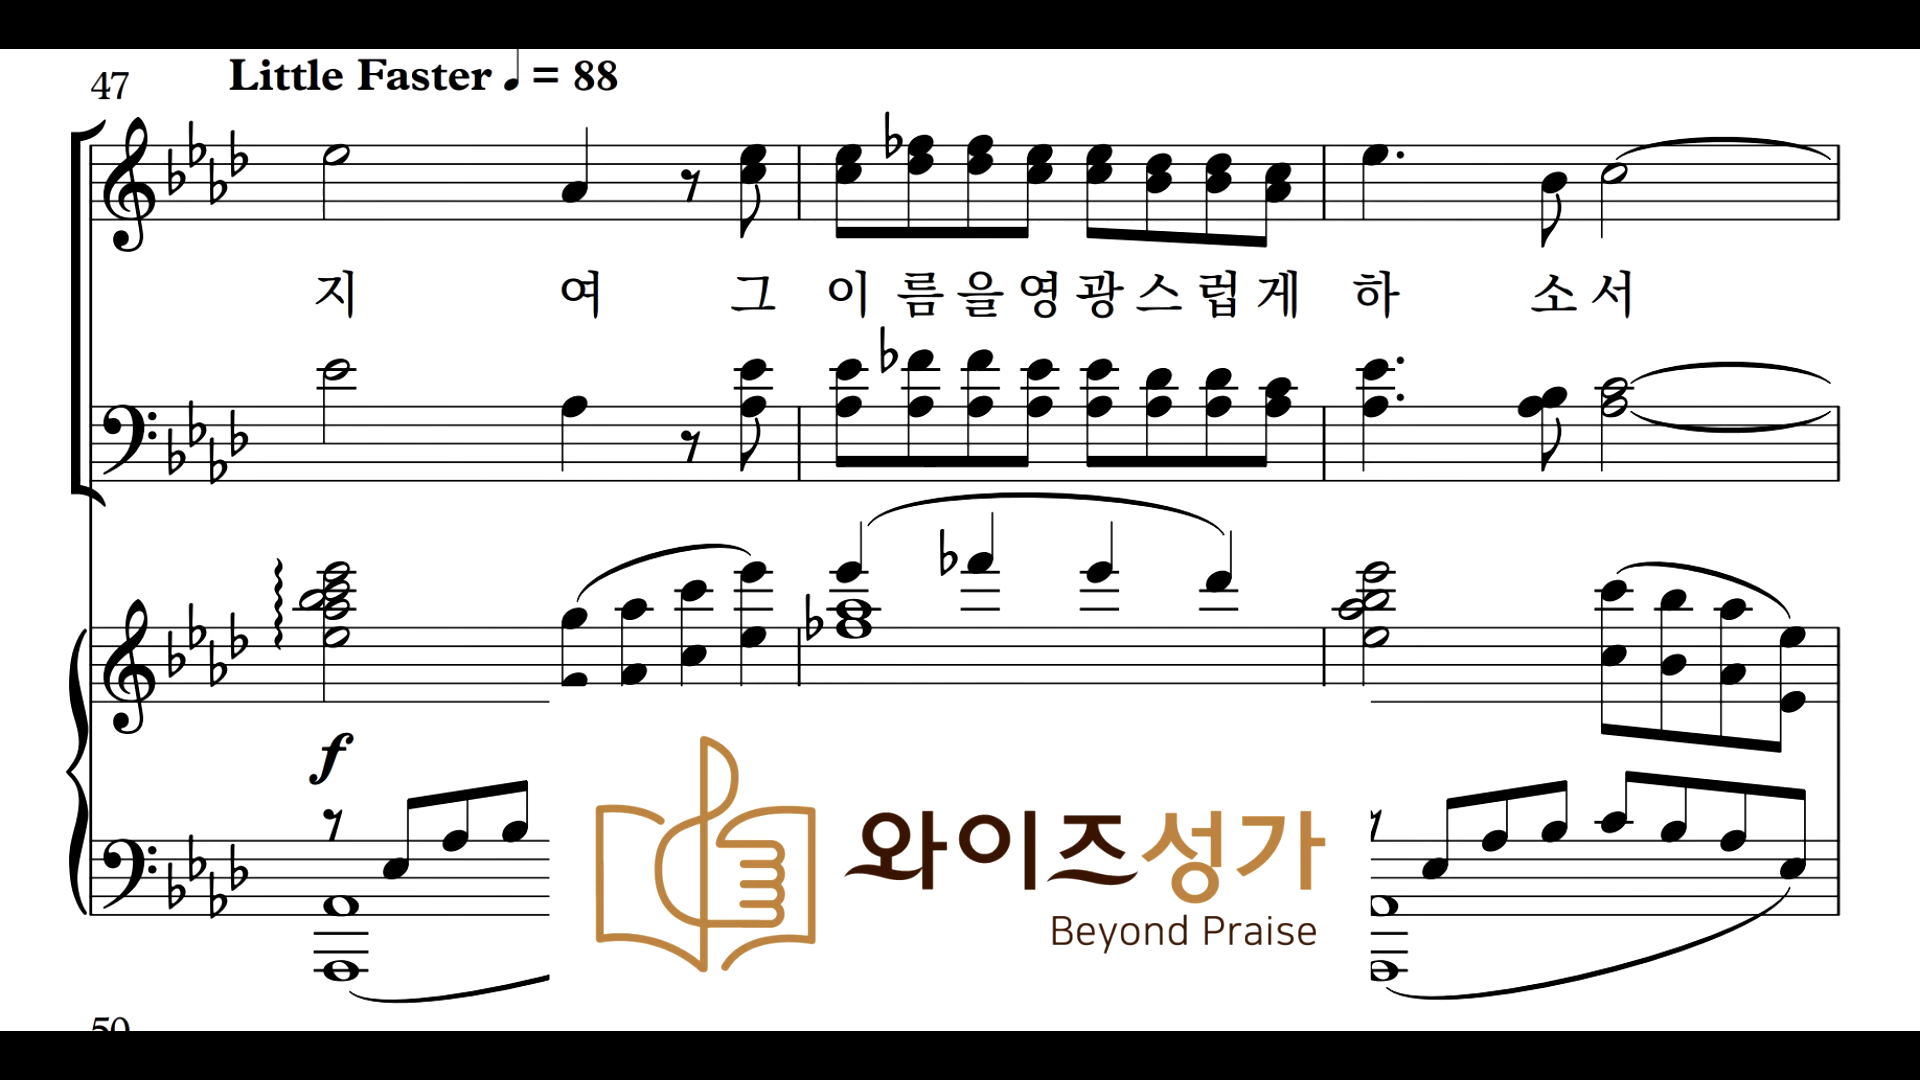 47
Little Faster ♩ = 88
지 여 그 이 름 을 영 광 스 럽 게 하 소 서
f
와이즈성가
Beyond Praise
50